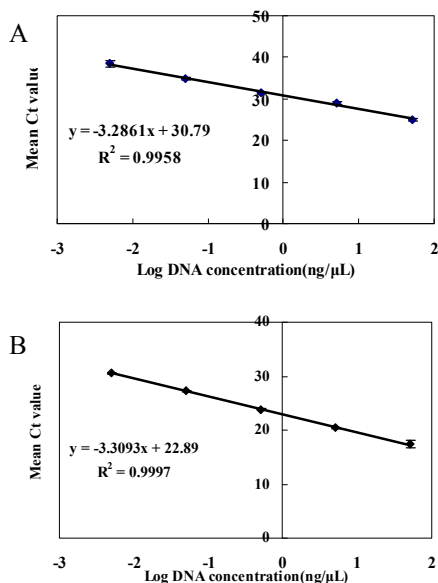 A
50
40
30
20
10
0
Mean Ct value
y = -3.2861x + 30.79
R² = 0.9958
-3 -2 -1 0 1 2
Log DNA concentration(ng/µL)
B
40
30
20
10
0
Mean Ct value
y = -3.3093x + 22.89
R² = 0.9997
-3 -2 -1 0 1 2
Log DNA concentration(ng/µL)